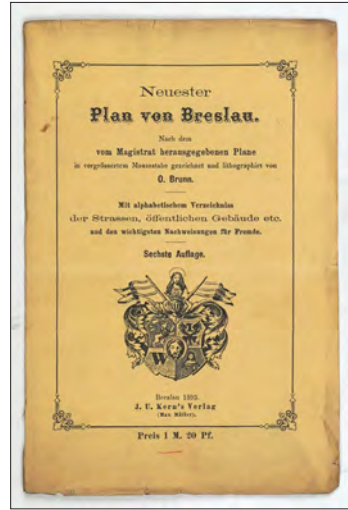 Neuester
Plan von Breslau.
Nach dem
vom Magistrat herausgegebenen Plane
in vergrössertem Maassstabe gezeichnet und lithographirt von
O. Brunn.
Mit alphabetischem Verzeichniss
der Strassen, öffentlichen Gebäude etc.
und den wichtigsten Nachweisungen für Fremde.
Sechste Auflage.
W
Breslau 1892.
J. U. Kern's Verlag
(Max Müller).
Preis 1 M. 20 Pf.